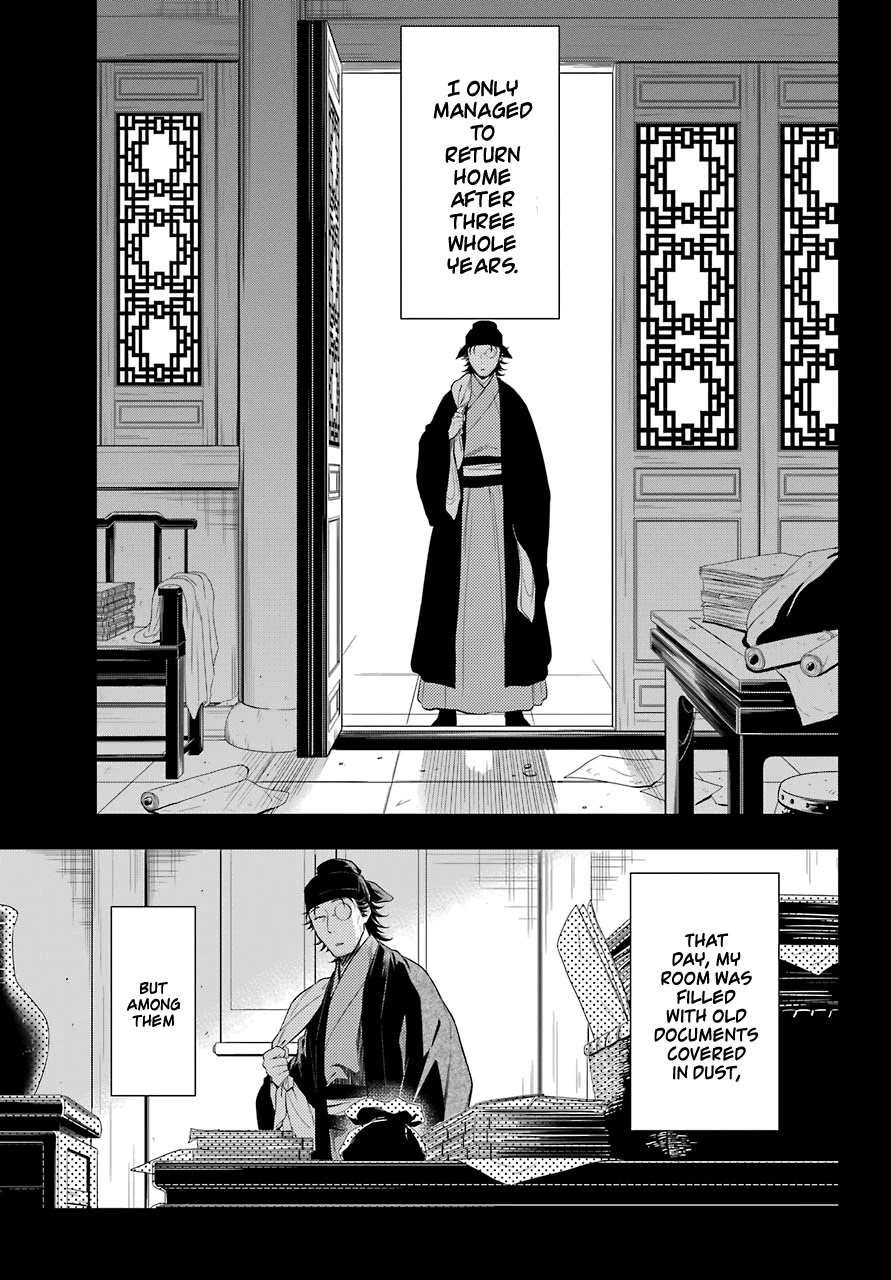 I ONLY
MANAGED
TO
RETURN
HOME
AFTER
THREE
WHOLE
YEARS.
THAT
DAY, MY
ROOM WAS
FILLED
WITH OLD
DOCUMENTS
COVERED
IN DUST,
BUT
AMONG
THEM